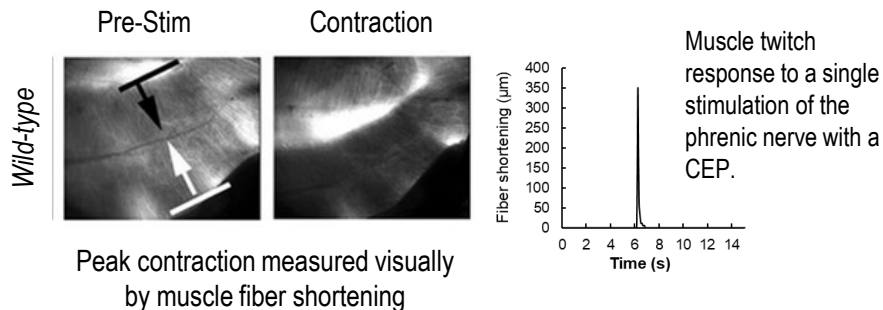 Pre-Stim
Contraction
Wild-type
Peak contraction measured visually
by muscle fiber shortening
Fiber shortening (µm)
400
350
300
250
200
150
100
50
0
0 2 4 6 8 10 12 14
Time (s)
Muscle twitch
response to a single
stimulation of the
phrenic nerve with a
CEP.